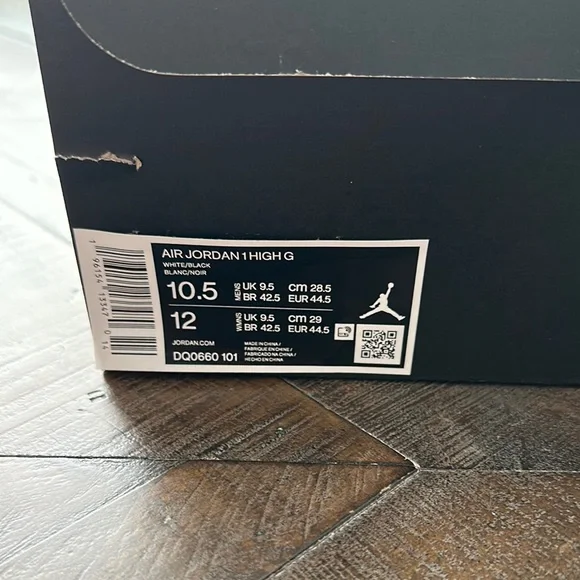 AIR JORDAN 1 HIGH G
WHITE/BLACK
BLANC/NOIR
10.5 MENS UK 9.5 cm 28.5
BR 42.5 EUR 44.5
12 WMNS UK 9.5 cm 29
BR 42.5 EUR 44.5
JORDAN.COM
DQ0660 101
MADE IN CHINA /
FABRIQUE EN CHINE /
FABRICADO NA CHINA /
HECHO EN CHINA